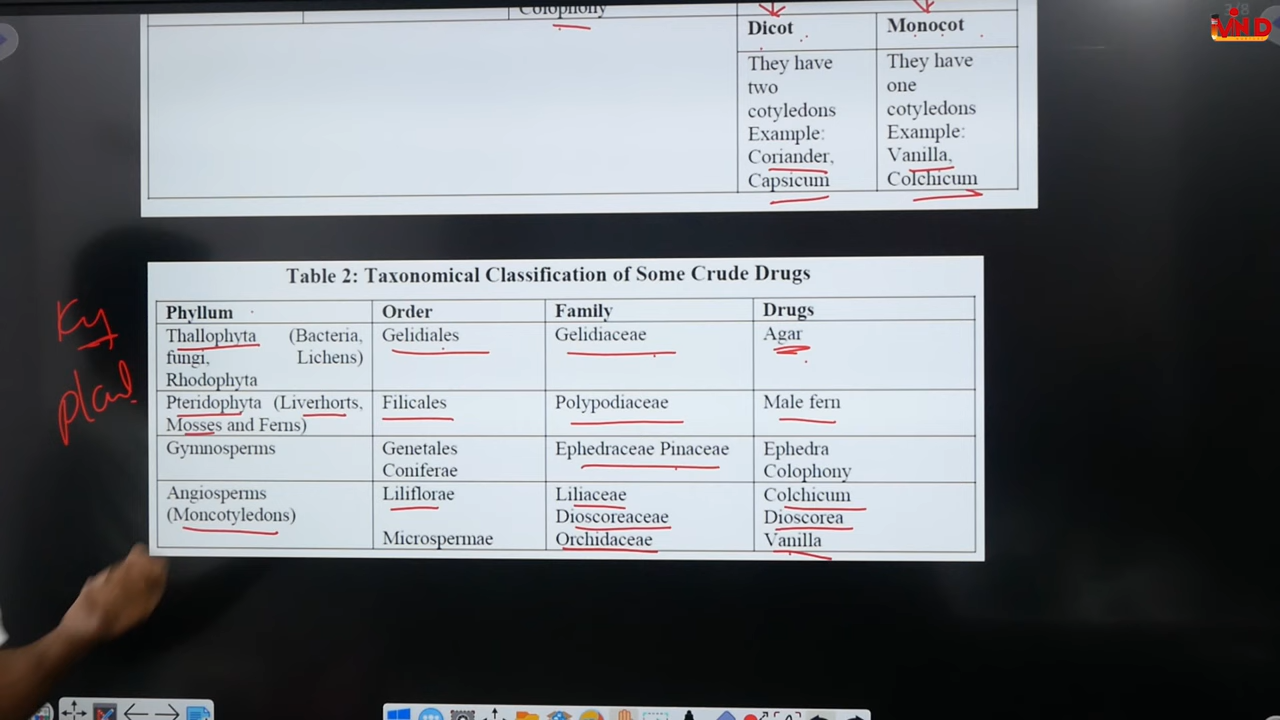 Colophony
3/8
VN D
Dicot
Monocot
They have two cotyledons
Example:
Coriander,
Capsicum
They have one cotyledons
Example:
Vanilla,
Colchicum
Table 2: Taxonomical Classification of Some Crude Drugs
Phyllum Order Family Drugs
Thallophyta (Bacteria, Gelidiales Gelidiaceae Agar
fungi, Lichens)
Rhodophyta
Pteridophyta (Liverhorts, Filicales Polypodiaceae Male fern
Mosses and Ferns)
Gymnosperms Genetales Ephedraceae Pinaceae Ephedra
Coniferae Colophony
Angiosperms Liliflorae Liliaceae Colchicum
(Moncotyledons) Dioscoreaceae Dioscorea
Microspermae Orchidaceae Vanilla